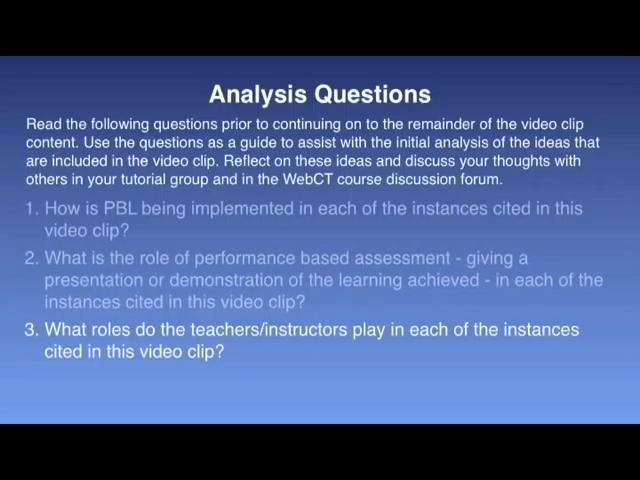 Analysis Questions
Read the following questions prior to continuing on to the remainder of the video clip
content. Use the questions as a guide to assist with the initial analysis of the ideas that
are included in the video clip. Reflect on these ideas and discuss your thoughts with
others in your tutorial group and in the WebCT course discussion forum.
1. How is PBL being implemented in each of the instances cited in this
video clip?
2. What is the role of performance based assessment - giving a
presentation or demonstration of the learning achieved - in each of the
instances cited in this video clip?
3. What roles do the teachers/instructors play in each of the instances
cited in this video clip?